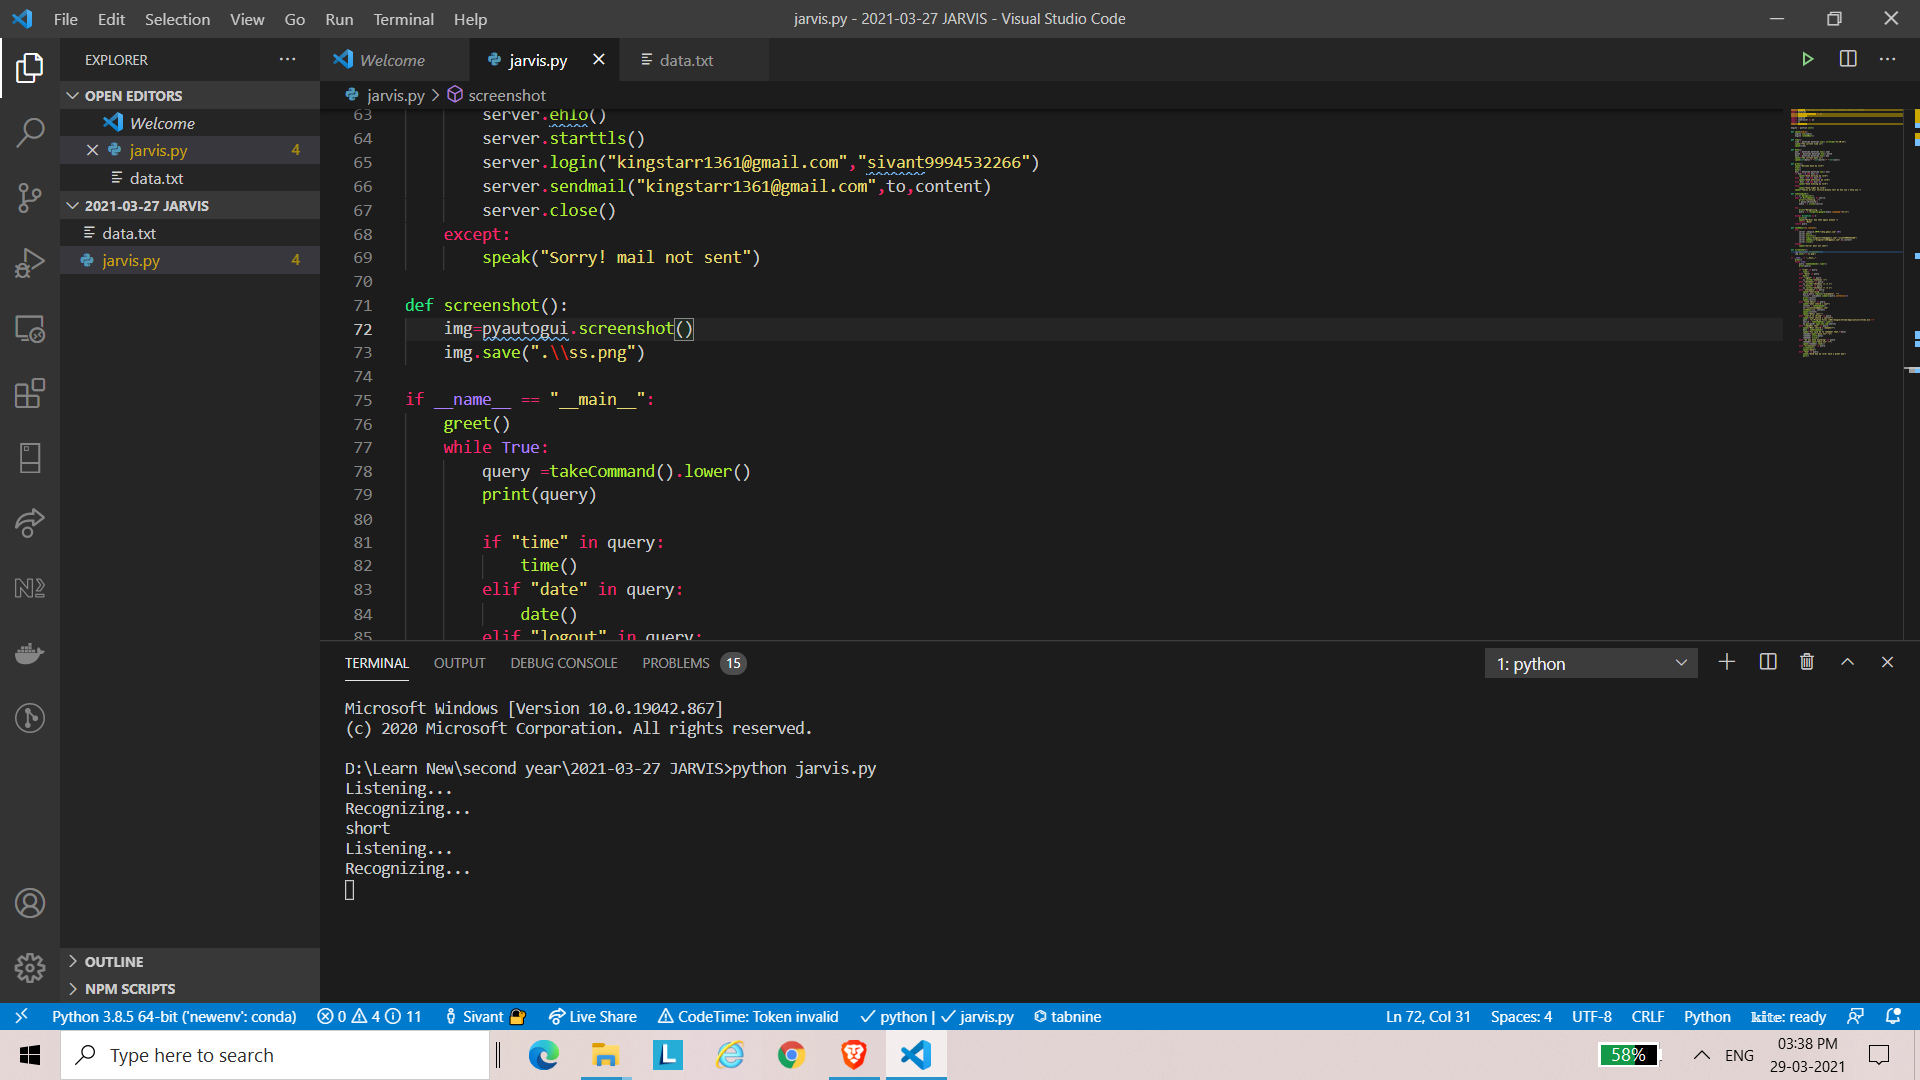 File Edit Selection View Go Run Terminal Help
jarvis.py - 2021-03-27 JARVIS - Visual Studio Code
EXPLORER
Welcome
jarvis.py
data.txt
OPEN EDITORS
Welcome
jarvis.py 4
data.txt
2021-03-27 JARVIS
data.txt
jarvis.py 4
jarvis.py > screenshot
63 server.ehlo()
64 server.starttls()
65 server.login("kingstarr1361@gmail.com","sivant9994532266")
66 server.sendmail("kingstarr1361@gmail.com",to,content)
67 server.close()
68 except:
69 speak("Sorry! mail not sent")
70
71 def screenshot():
72 img=pyautogui.screenshot()
73 img.save(".\\ss.png")
74
75 if __name__ == "__main__":
76 greet()
77 while True:
78 query =takeCommand().lower()
79 print(query)
80
81 if "time" in query:
82 time()
83 elif "date" in query:
84 date()
85 elif "logout" in query:
TERMINAL OUTPUT DEBUG CONSOLE PROBLEMS 15
1: python
Microsoft Windows [Version 10.0.19042.867]
(c) 2020 Microsoft Corporation. All rights reserved.
D:\Learn New\second year\2021-03-27 JARVIS>python jarvis.py
Listening...
Recognizing...
short
Listening...
Recognizing...
OUTLINE
NPM SCRIPTS
Python 3.8.5 64-bit ('newenv': conda) 0 4 11 Sivant Live Share CodeTime: Token invalid python | jarvis.py tabnine
Ln 72, Col 31 Spaces: 4 UTF-8 CRLF Python kite: ready
Type here to search
58%
ENG
03:38 PM
29-03-2021